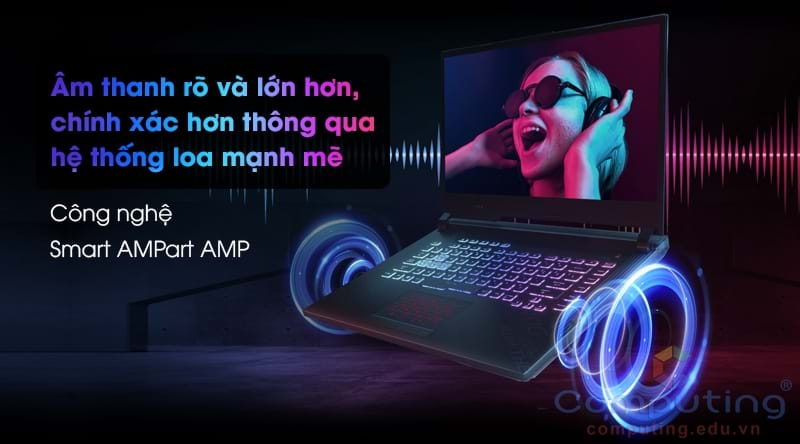 Âm thanh rõ và lớn hơn,
chính xác hơn thông qua
hệ thống loa mạnh mẽ
Công nghệ
Smart AMPart AMP
Computing®
computing.edu.vn